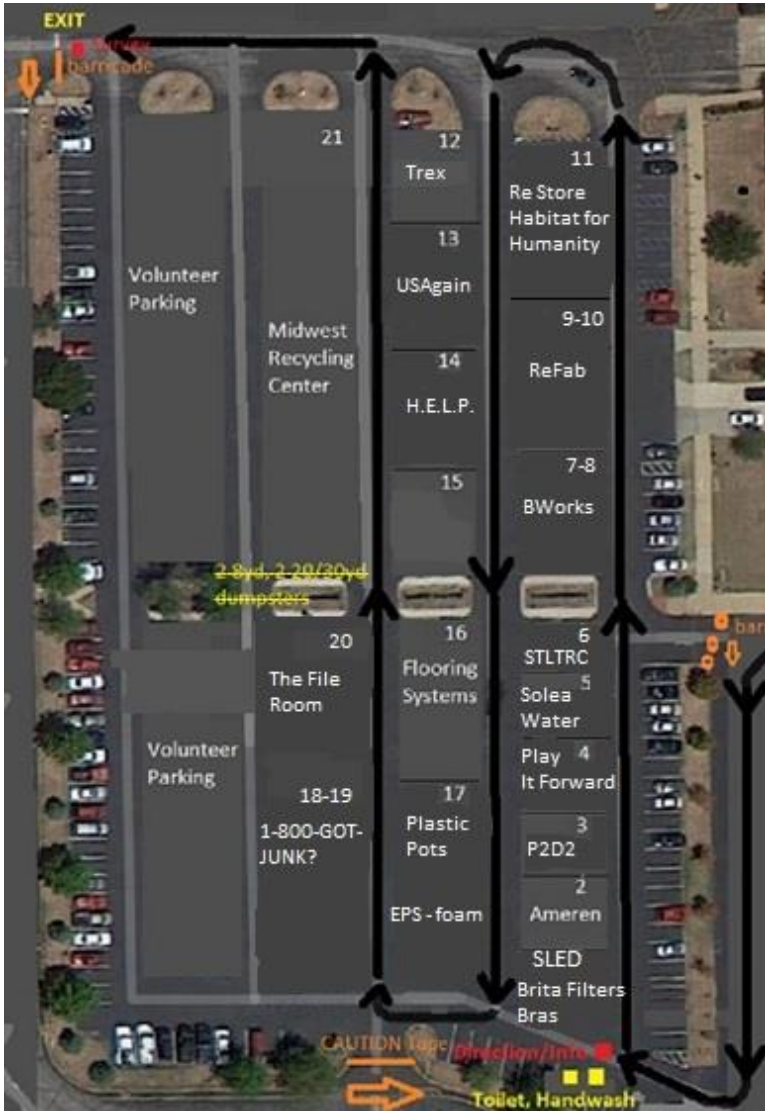 EXIT
Survey
barricade
21
12
Trex
11
Re Store
Habitat for
Humanity
13
USAgain
Volunteer
Parking
Midwest
Recycling
Center
9-10
ReFab
14
H.E.L.P.
7-8
BWorks
15
2-8yd, 2-20/30yd
dumpsters
20
The File
Room
16
Flooring
Systems
6
STLTRC
bar
5
Solea
Water
4
Play
It Forward
Volunteer
Parking
18-19
1-800-GOT-
JUNK?
17
Plastic
Pots
3
P2D2
2
Ameren
EPS - foam
SLED
Brita Filters
Bras
CAUTION Tape
Direction/Info
Toilet, Handwash